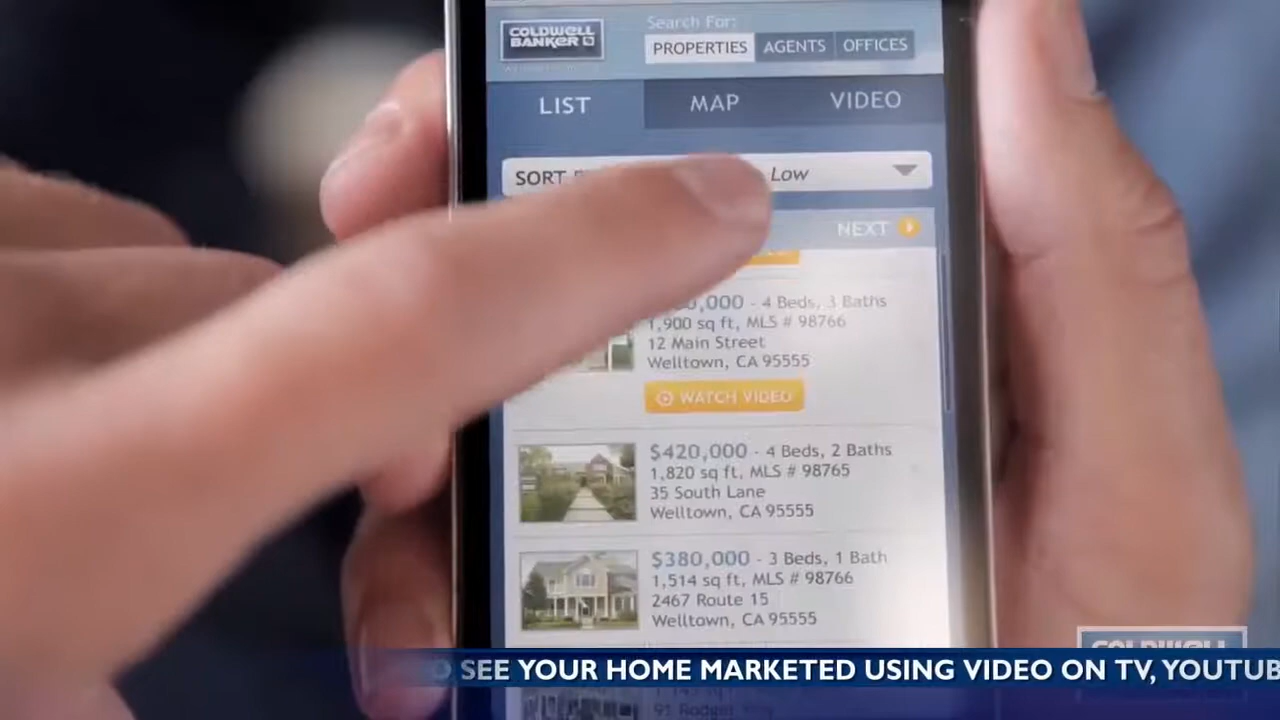 COLDWELL
BANKER
Search For:
PROPERTIES AGENTS OFFICES
LIST MAP VIDEO
SORT Low
NEXT
4 Beds, 3 Baths
1,900 sq ft, MLS # 98766
12 Main Street
Welltown, CA 95555
WATCH VIDEO
$420,000 - 4 Beds, 2 Baths
1,820 sq ft, MLS # 98765
35 South Lane
Welltown, CA 95555
$380,000 - 3 Beds, 1 Bath
1,514 sq ft, MLS # 98766
2467 Route 15
Welltown, CA 95555
COLDWELL
SEE YOUR HOME MARKETED USING VIDEO ON TV,